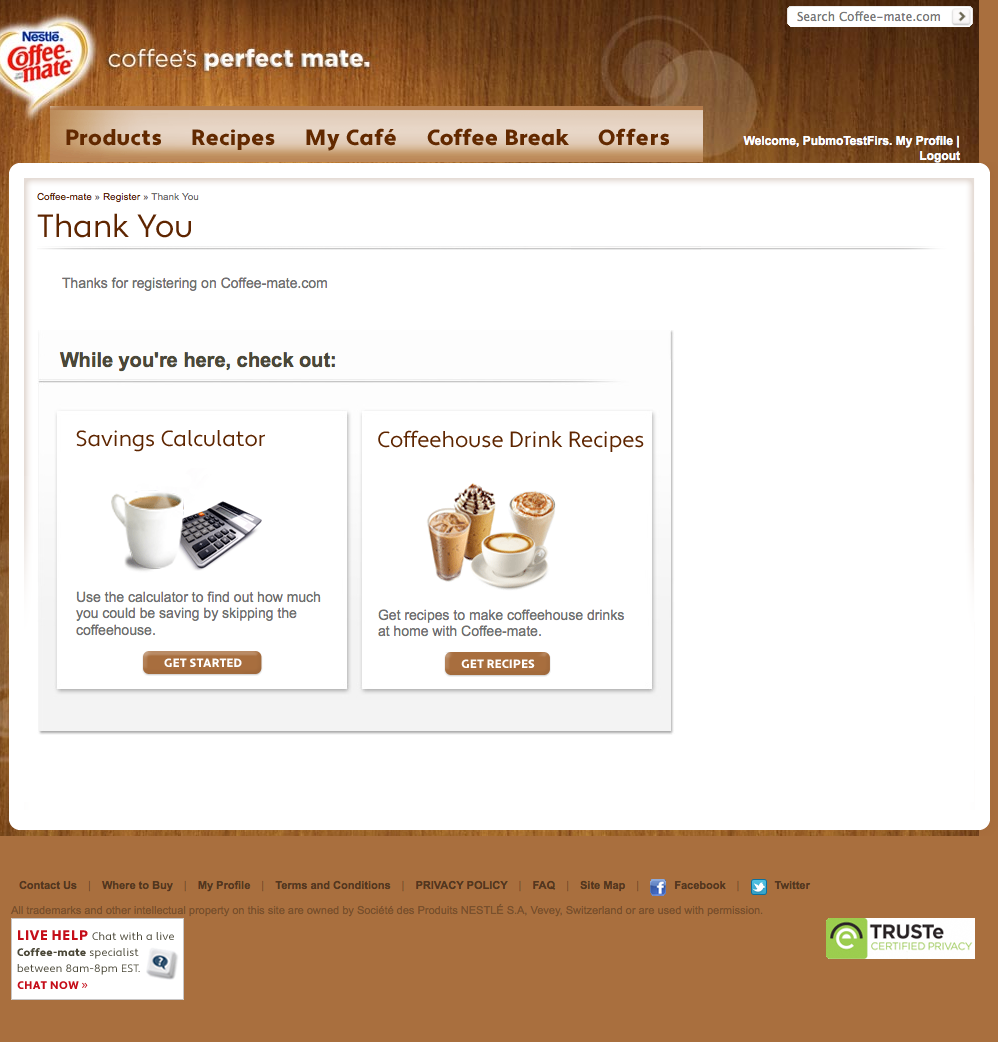 Search Coffee-mate.com
Nestlé®
Coffee-
mate®
coffee's perfect mate.
Products Recipes My Café Coffee Break Offers
Welcome, PubmoTestFirs. My Profile |
Logout
Coffee-mate » Register » Thank You
Thank You
Thanks for registering on Coffee-mate.com
While you're here, check out:
Savings Calculator
Use the calculator to find out how much
you could be saving by skipping the
coffeehouse.
GET STARTED
Coffeehouse Drink Recipes
Get recipes to make coffeehouse drinks
at home with Coffee-mate.
GET RECIPES
Contact Us | Where to Buy | My Profile | Terms and Conditions | PRIVACY POLICY | FAQ | Site Map | Facebook | Twitter
All trademarks and other intellectual property on this site are owned by Société des Produits NESTLÉ S.A, Vevey, Switzerland or are used with permission.
LIVE HELP Chat with a live
Coffee-mate specialist
between 8am-8pm EST.
CHAT NOW »
TRUSTe
CERTIFIED PRIVACY